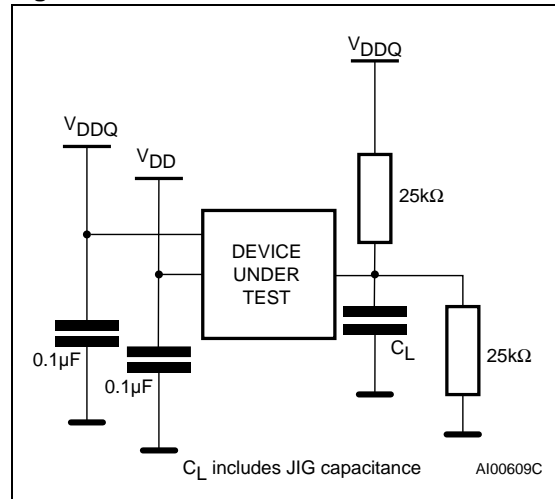 VDDQ
VDDQ
VDD
25kΩ
DEVICE
UNDER
TEST
0.1µF
0.1µF
CL
25kΩ
CL includes JIG capacitance
AI00609C